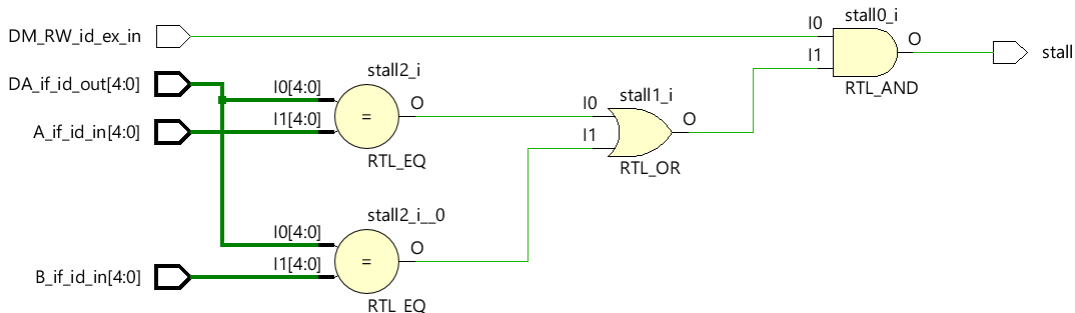 stall0_i
DM_RW_id_ex_in
I0
O
stall
I1
DA_if_id_out[4:0]
stall2_i
RTL_AND
I0[4:0]
O
stall1_i
A_if_id_in[4:0]
I1[4:0]
=
I0
O
I1
RTL_EQ
RTL_OR
stall2_i__0
I0[4:0]
O
I1[4:0]
=
B_if_id_in[4:0]
RTL_EQ